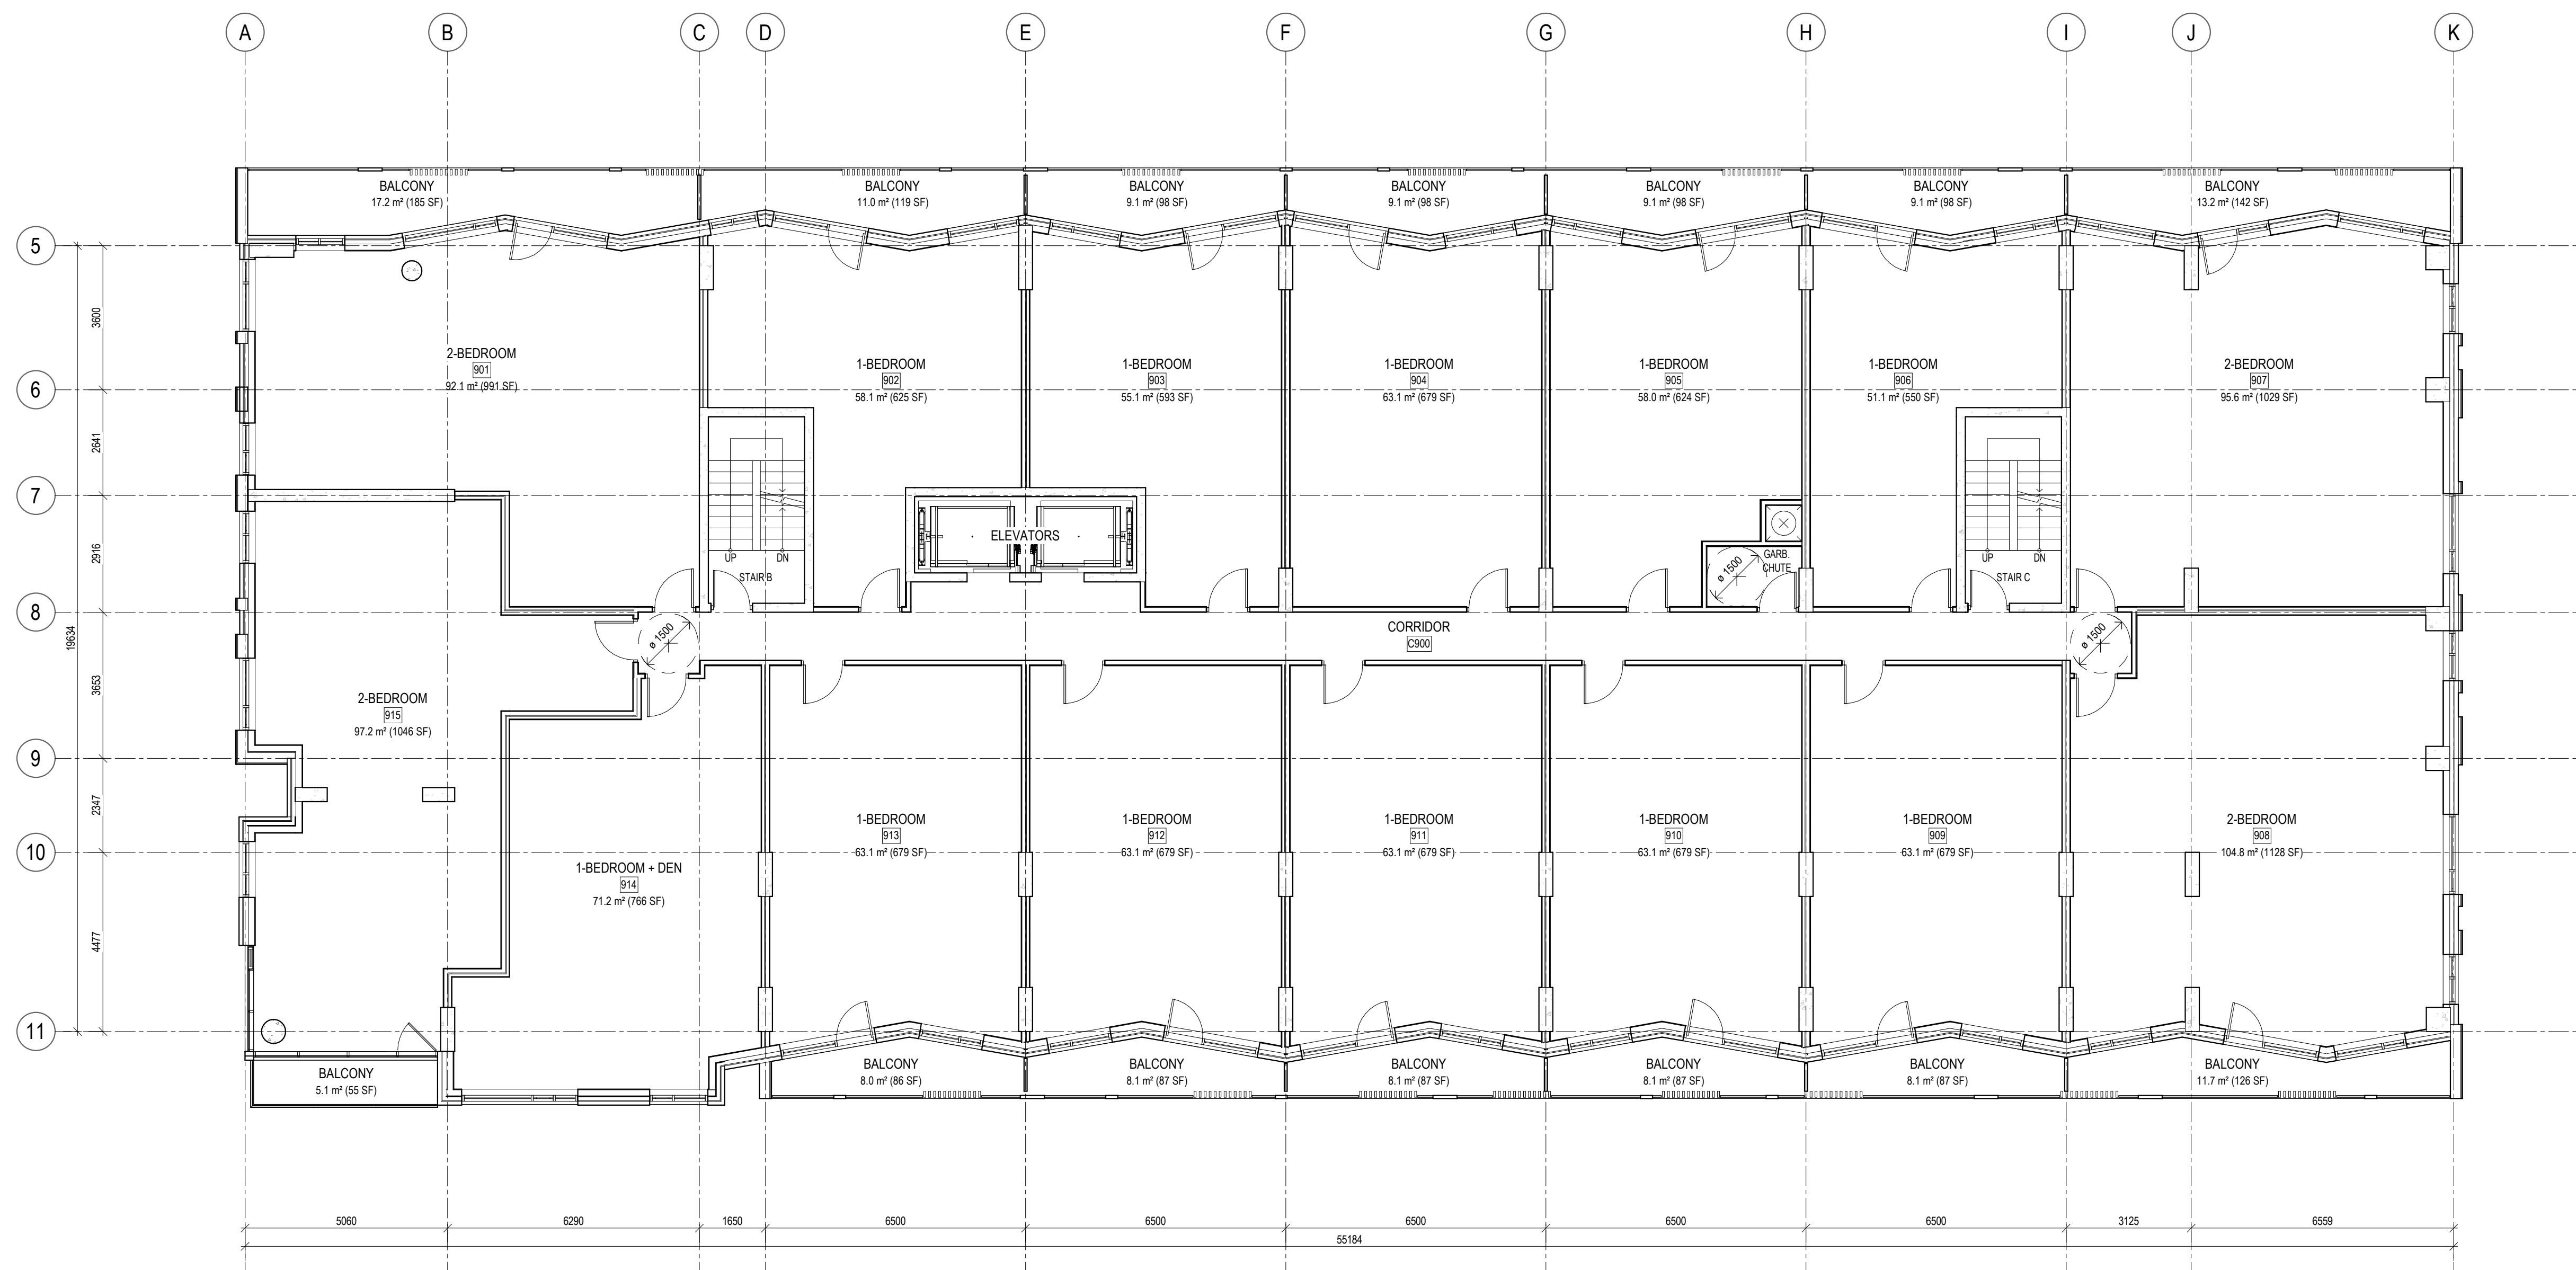 A B C D E F G H I J K
BALCONY
17.2 m² (185 SF)
BALCONY
11.0 m² (119 SF)
BALCONY
9.1 m² (98 SF)
BALCONY
9.1 m² (98 SF)
BALCONY
9.1 m² (98 SF)
BALCONY
9.1 m² (98 SF)
BALCONY
13.2 m² (142 SF)
5
6
7
8
9
10
11
3600
2641
2916
3653
2347
4477
19634
2-BEDROOM
901
92.1 m² (991 SF)
1-BEDROOM
902
58.1 m² (625 SF)
1-BEDROOM
903
55.1 m² (593 SF)
1-BEDROOM
904
63.1 m² (679 SF)
1-BEDROOM
905
58.0 m² (624 SF)
1-BEDROOM
906
51.1 m² (550 SF)
2-BEDROOM
907
95.6 m² (1029 SF)
UP DN
STAIR B
ELEVATORS
GARB.
CHUTE
ø 1500
UP DN
STAIR C
ø 1500
CORRIDOR
C900
ø 1500
2-BEDROOM
915
97.2 m² (1046 SF)
1-BEDROOM + DEN
914
71.2 m² (766 SF)
1-BEDROOM
913
63.1 m² (679 SF)
1-BEDROOM
912
63.1 m² (679 SF)
1-BEDROOM
911
63.1 m² (679 SF)
1-BEDROOM
910
63.1 m² (679 SF)
1-BEDROOM
909
63.1 m² (679 SF)
2-BEDROOM
908
104.8 m² (1128 SF)
BALCONY
5.1 m² (55 SF)
BALCONY
8.0 m² (86 SF)
BALCONY
8.1 m² (87 SF)
BALCONY
8.1 m² (87 SF)
BALCONY
8.1 m² (87 SF)
BALCONY
8.1 m² (87 SF)
BALCONY
11.7 m² (126 SF)
5060 6290 1650 6500 6500 6500 6500 6500 3125 6559
55184